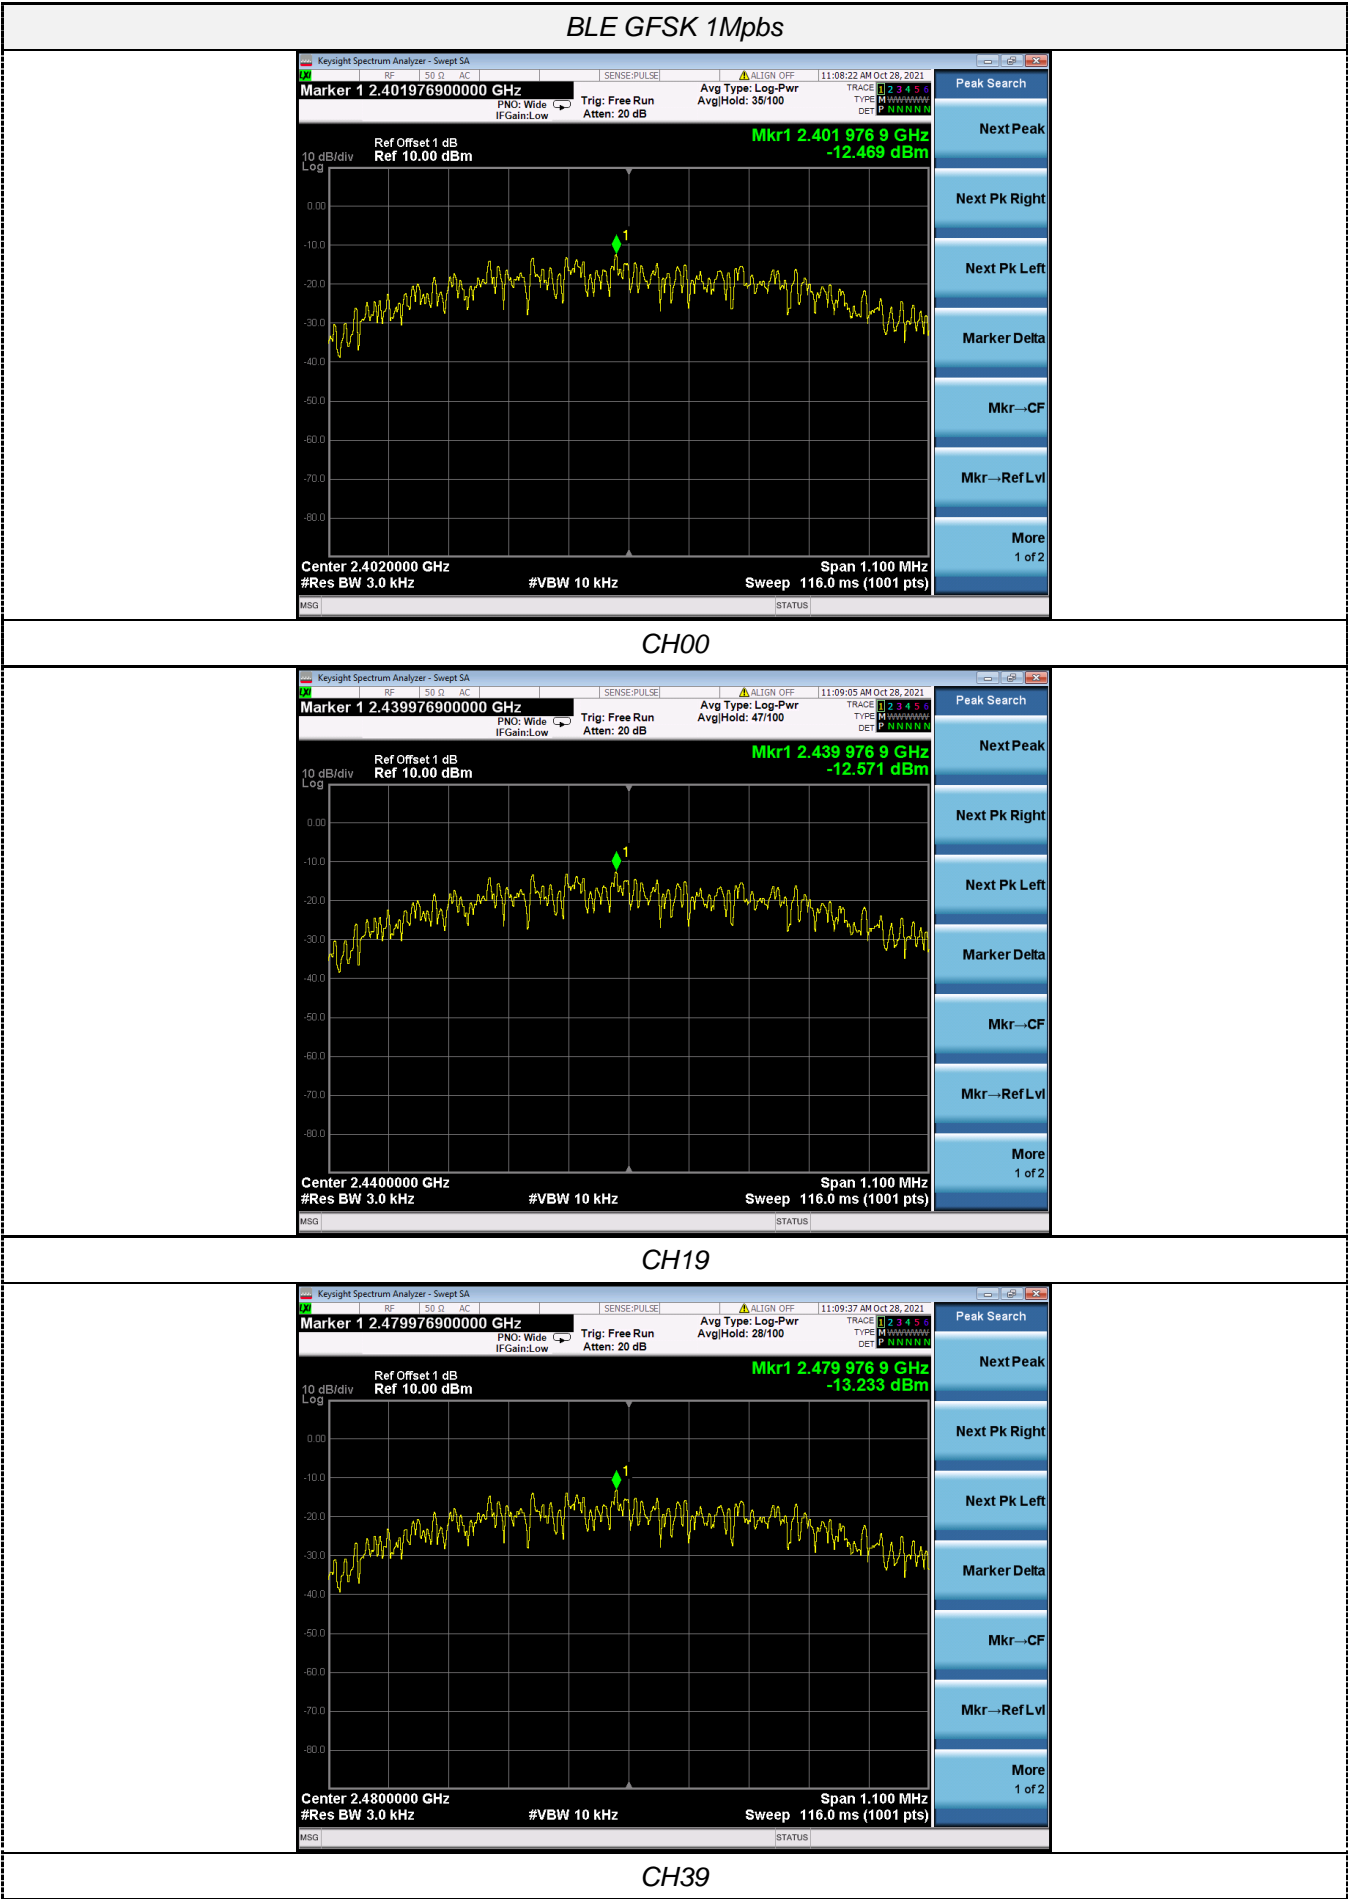 BLE GFSK 1Mpbs
Keysight Spectrum Analyzer - Swept SA
LXI RF 50 Ω AC SENSE:PULSE ALIGN OFF 11:08:22 AM Oct 28, 2021
Marker 1 2.401976900000 GHz
PNO: Wide
IFGain:Low
Trig: Free Run
Atten: 20 dB
Avg Type: Log-Pwr
Avg|Hold: 35/100
TRACE 1 2 3 4 5 6
TYPE M WWWWW
DET P N N N N N
Peak Search
Mkr1 2.401 976 9 GHz
-12.469 dBm
Ref Offset 1 dB
10 dB/div Ref 10.00 dBm
Log
0.00
-10.0
-20.0
-30.0
-40.0
-50.0
-60.0
-70.0
-80.0
1
Center 2.4020000 GHz Span 1.100 MHz
#Res BW 3.0 kHz #VBW 10 kHz Sweep 116.0 ms (1001 pts)
MSG STATUS
Next Peak
Next Pk Right
Next Pk Left
Marker Delta
Mkr→CF
Mkr→Ref Lvl
More
1 of 2
CH00
Keysight Spectrum Analyzer - Swept SA
LXI RF 50 Ω AC SENSE:PULSE ALIGN OFF 11:09:05 AM Oct 28, 2021
Marker 1 2.439976900000 GHz
PNO: Wide
IFGain:Low
Trig: Free Run
Atten: 20 dB
Avg Type: Log-Pwr
Avg|Hold: 47/100
TRACE 1 2 3 4 5 6
TYPE M WWWWW
DET P N N N N N
Peak Search
Mkr1 2.439 976 9 GHz
-12.571 dBm
Ref Offset 1 dB
10 dB/div Ref 10.00 dBm
Log
0.00
-10.0
-20.0
-30.0
-40.0
-50.0
-60.0
-70.0
-80.0
1
Center 2.4400000 GHz Span 1.100 MHz
#Res BW 3.0 kHz #VBW 10 kHz Sweep 116.0 ms (1001 pts)
MSG STATUS
Next Peak
Next Pk Right
Next Pk Left
Marker Delta
Mkr→CF
Mkr→Ref Lvl
More
1 of 2
CH19
Keysight Spectrum Analyzer - Swept SA
LXI RF 50 Ω AC SENSE:PULSE ALIGN OFF 11:09:37 AM Oct 28, 2021
Marker 1 2.479976900000 GHz
PNO: Wide
IFGain:Low
Trig: Free Run
Atten: 20 dB
Avg Type: Log-Pwr
Avg|Hold: 28/100
TRACE 1 2 3 4 5 6
TYPE M WWWWW
DET P N N N N N
Peak Search
Mkr1 2.479 976 9 GHz
-13.233 dBm
Ref Offset 1 dB
10 dB/div Ref 10.00 dBm
Log
0.00
-10.0
-20.0
-30.0
-40.0
-50.0
-60.0
-70.0
-80.0
1
Center 2.4800000 GHz Span 1.100 MHz
#Res BW 3.0 kHz #VBW 10 kHz Sweep 116.0 ms (1001 pts)
MSG STATUS
Next Peak
Next Pk Right
Next Pk Left
Marker Delta
Mkr→CF
Mkr→Ref Lvl
More
1 of 2
CH39